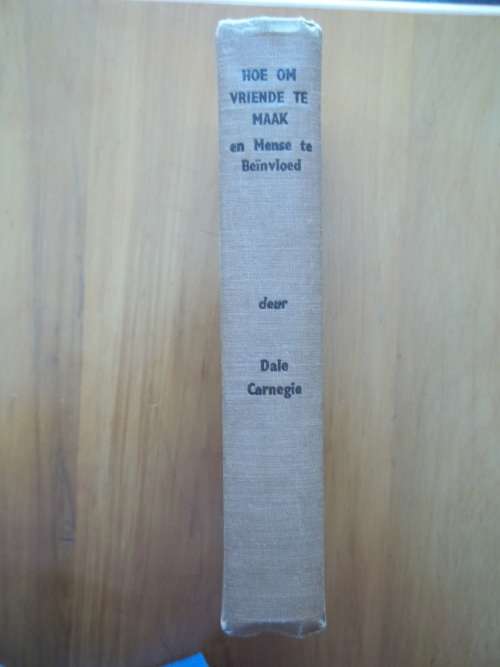 HOE OM
VRIENDE TE
MAAK
en Mense te
Beïnvloed
deur
Dale
Carnegie